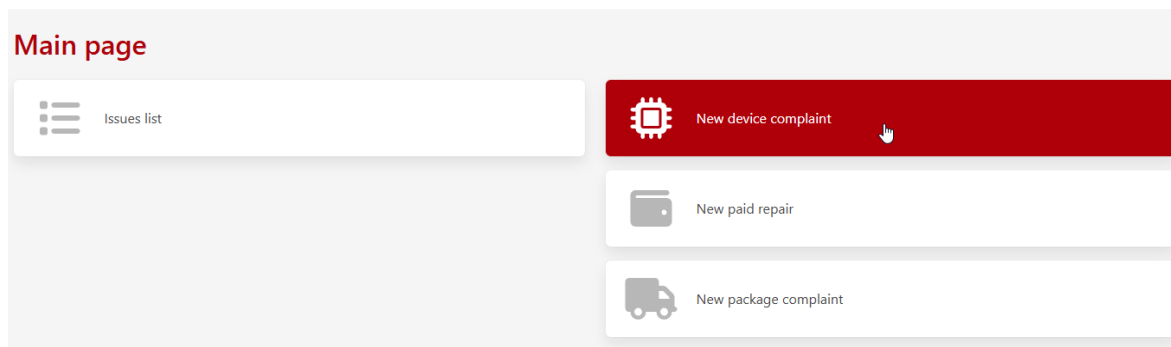 Main page
Issues list
New device complaint
New paid repair
New package complaint